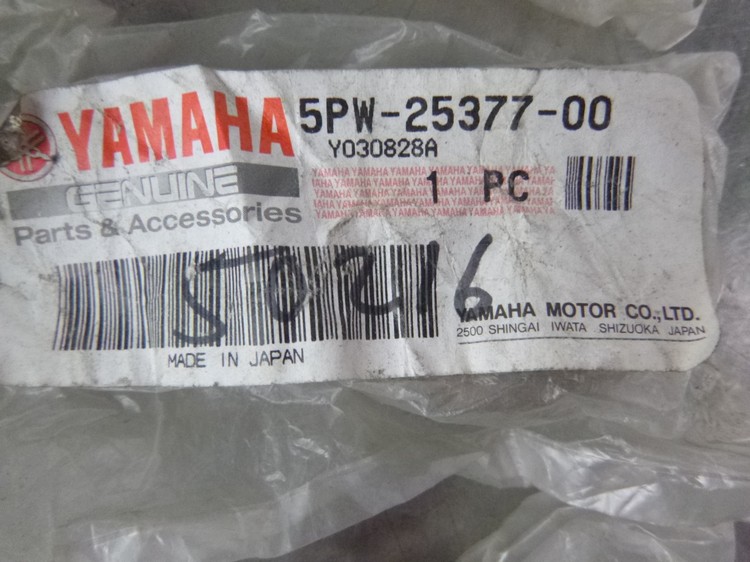 YAMAHA 5PW-25377-00
Y030828A
GENUINE
1 PC
Parts & Accessories
50216
YAMAHA MOTOR CO.,LTD.
2500 SHINGAI IWATA SHIZUOKA JAPAN
MADE IN JAPAN